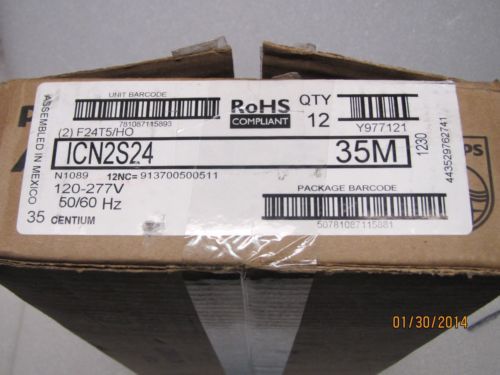 UNIT BARCODE
781087115893
RoHS
COMPLIANT
QTY
12
Y977121
(2) F24T5/HO
ICN2S24
35M
1230
443529762741
ASSEMBLED IN MEXICO
N1089
12NC= 913700500511
120-277V
50/60 Hz
PACKAGE BARCODE
50781087115881
35
CENTIUM
PS
01/30/2014